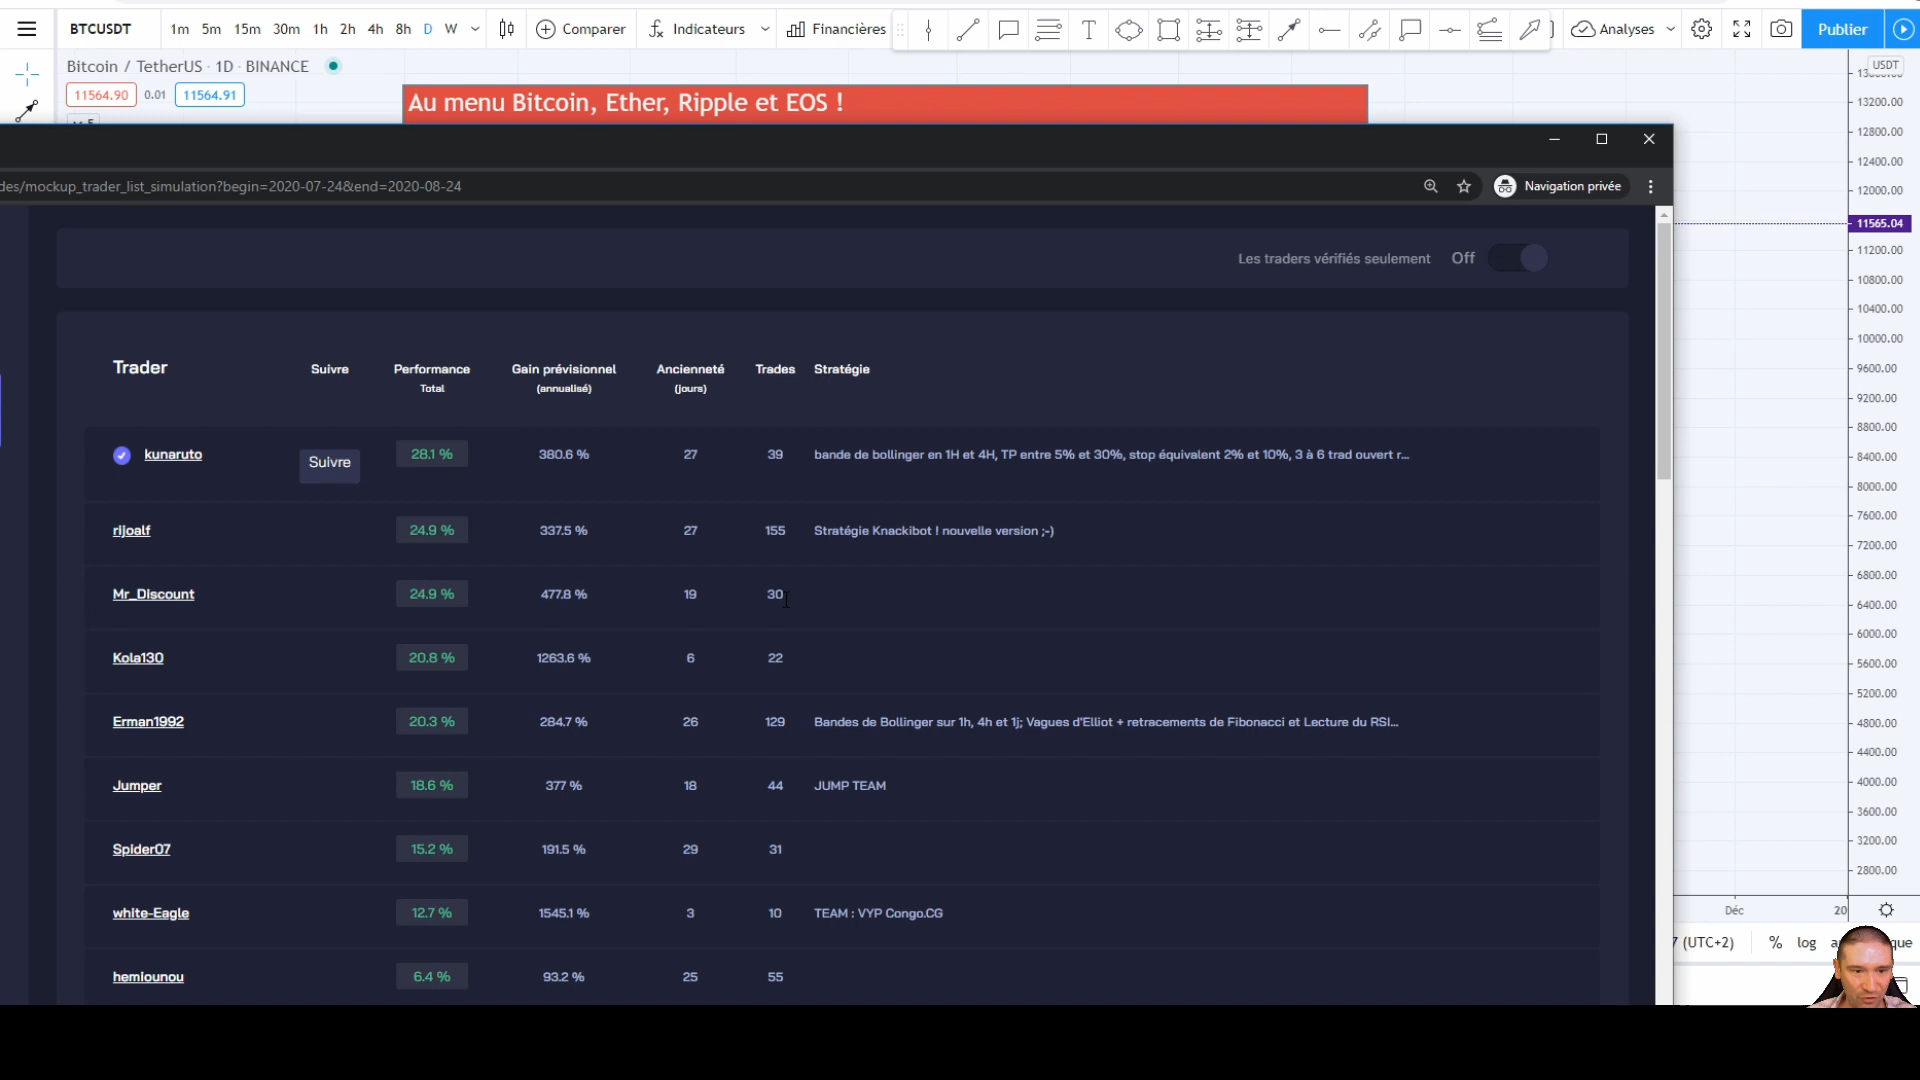 BTCUSDT 1m 5m 15m 30m 1h 2h 4h 8h D W Comparer Indicateurs Financières T Analyses Publier
Bitcoin / TetherUS · 1D · BINANCE
11564.90 0.01 11564.91
USDT
Au menu Bitcoin, Ether, Ripple et EOS !
13200.00
12800.00
12400.00
12000.00
11565.04
11200.00
10800.00
10400.00
10000.00
9600.00
9200.00
8800.00
8400.00
8000.00
7600.00
7200.00
6800.00
6400.00
6000.00
5600.00
5200.00
4800.00
4400.00
4000.00
3600.00
3200.00
2800.00
Déc 20
7 (UTC+2) % log
que
des/mockup_trader_list_simulation?begin=2020-07-24&end=2020-08-24
Navigation privée
Les traders vérifiés seulement Off
Trader Suivre Performance Gain prévisionnel Ancienneté Trades Stratégie
Total (annualisé) (jours)
kunaruto Suivre 28.1 % 380.6 % 27 39 bande de bollinger en 1H et 4H, TP entre 5% et 30%, stop équivalent 2% et 10%, 3 à 6 trad ouvert r...
rijoalf 24.9 % 337.5 % 27 155 Stratégie Knackibot ! nouvelle version ;-)
Mr_Discount 24.9 % 477.8 % 19 30
Kola130 20.8 % 1263.6 % 6 22
Erman1992 20.3 % 284.7 % 26 129 Bandes de Bollinger sur 1h, 4h et 1j; Vagues d'Elliot + retracements de Fibonacci et Lecture du RSI...
Jumper 18.6 % 377 % 18 44 JUMP TEAM
Spider07 15.2 % 191.5 % 29 31
white-Eagle 12.7 % 1545.1 % 3 10 TEAM : VYP Congo.CG
hemiounou 6.4 % 93.2 % 25 55